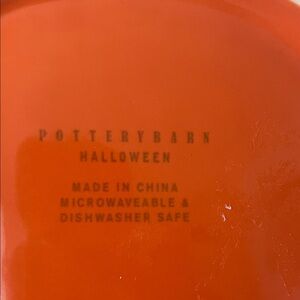 POTTERYBARN
HALLOWEEN
MADE IN CHINA
MICROWAVEABLE &
DISHWASHER SAFE